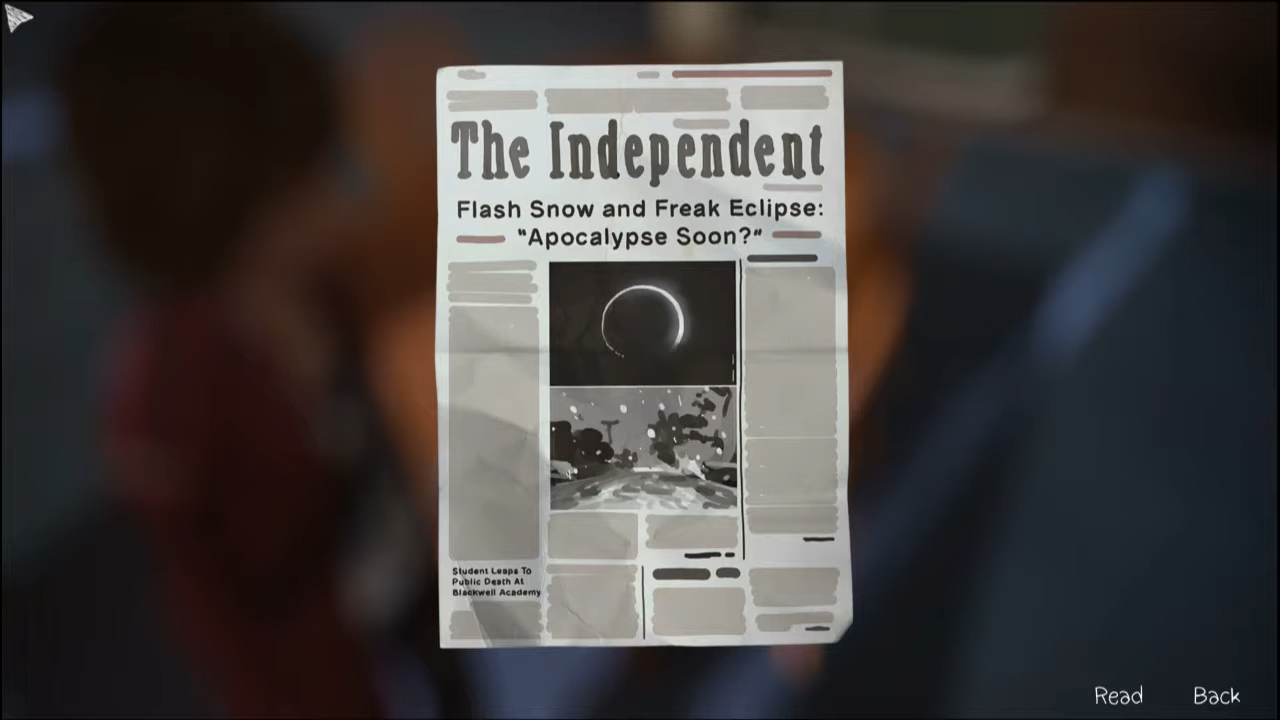 The Independent
Flash Snow and Freak Eclipse:
"Apocalypse Soon?"
Student Leaps To
Public Death At
Blackwell Academy
Read Back